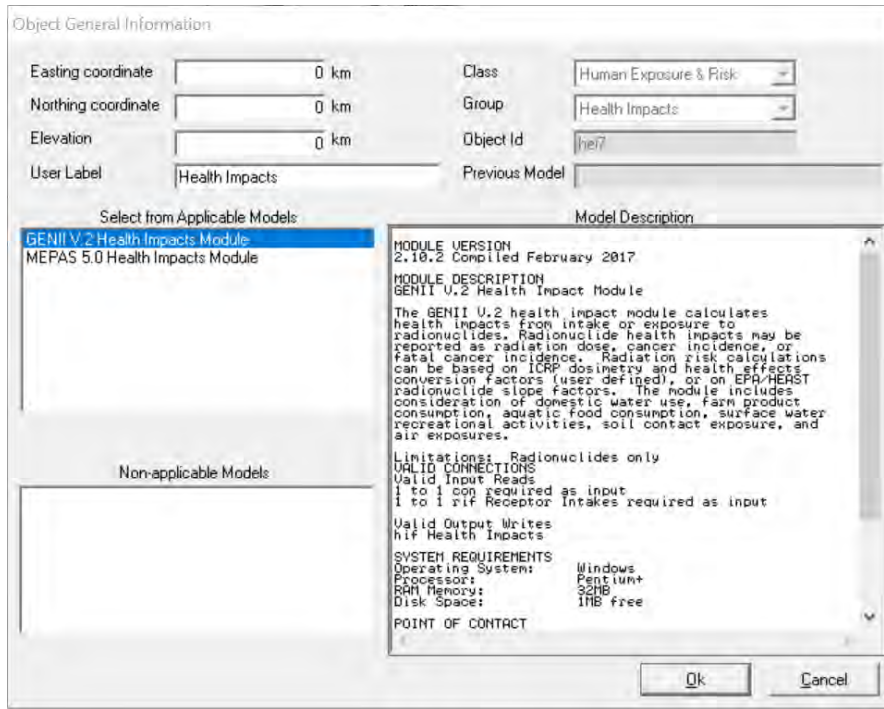 Object General Information
Easting coordinate 0 km
Northing coordinate 0 km
Elevation 0 km
User Label Health Impacts
Class Human Exposure & Risk
Group Health Impacts
Object Id hei7
Previous Model
Select from Applicable Models
GENII V.2 Health Impacts Module
MEPAS 5.0 Health Impacts Module
Non-applicable Models
Model Description
MODULE VERSION
2.10.2 Compiled February 2017
MODULE DESCRIPTION
GENII V.2 Health Impact Module
The GENII V.2 health impact module calculates
health impacts from intake or exposure to
radionuclides. Radionuclide health impacts may be
reported as radiation dose, cancer incidence, or
fatal cancer incidence. Radiation risk calculations
can be based on ICRP dosimetry and health effects
conversion factors (user defined), or on EPA/HEAST
radionuclide slope factors. The module includes
consideration of domestic water use, farm product
consumption, aquatic food consumption, surface water
recreational activities, soil contact exposure, and
air exposures.
Limitations: Radionuclides only
VALID CONNECTIONS
Valid Input Reads
1 to 1 con required as input
1 to 1 rif Receptor Intakes required as input
Valid Output Writes
hif Health Impacts
SYSTEM REQUIREMENTS
Operating System: Windows
Processor: Pentium+
RAM Memory: 32MB
Disk Space: 1MB free
POINT OF CONTACT
Ok
Cancel